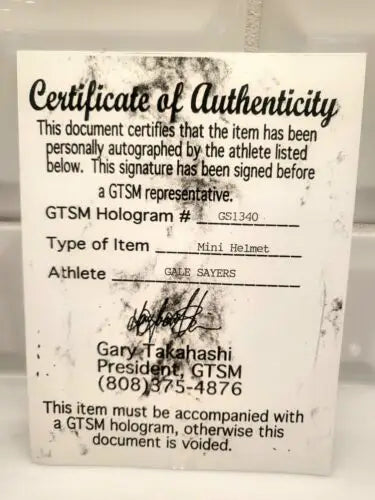 Certificate of Authenticity
This document certifies that the item has been
personally autographed by the athlete listed
below. This signature has been signed before
a GTSM representative.
GTSM Hologram # GS1340
Type of Item Mini Helmet
Athlete GALE SAYERS
Gary Takahashi
President, GTSM
(808)375-4876
This item must be accompanied with
a GTSM hologram, otherwise this
document is voided.